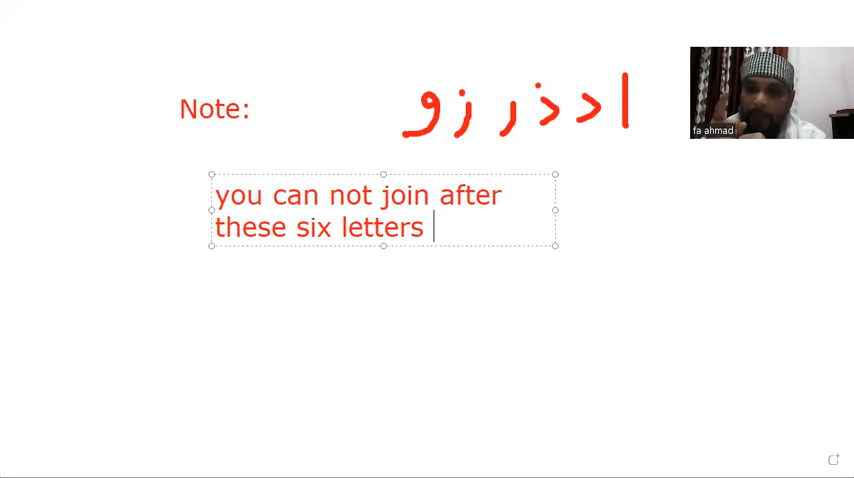 Note: ا د ذ ر ز و
fa ahmad
you can not join after
these six letters